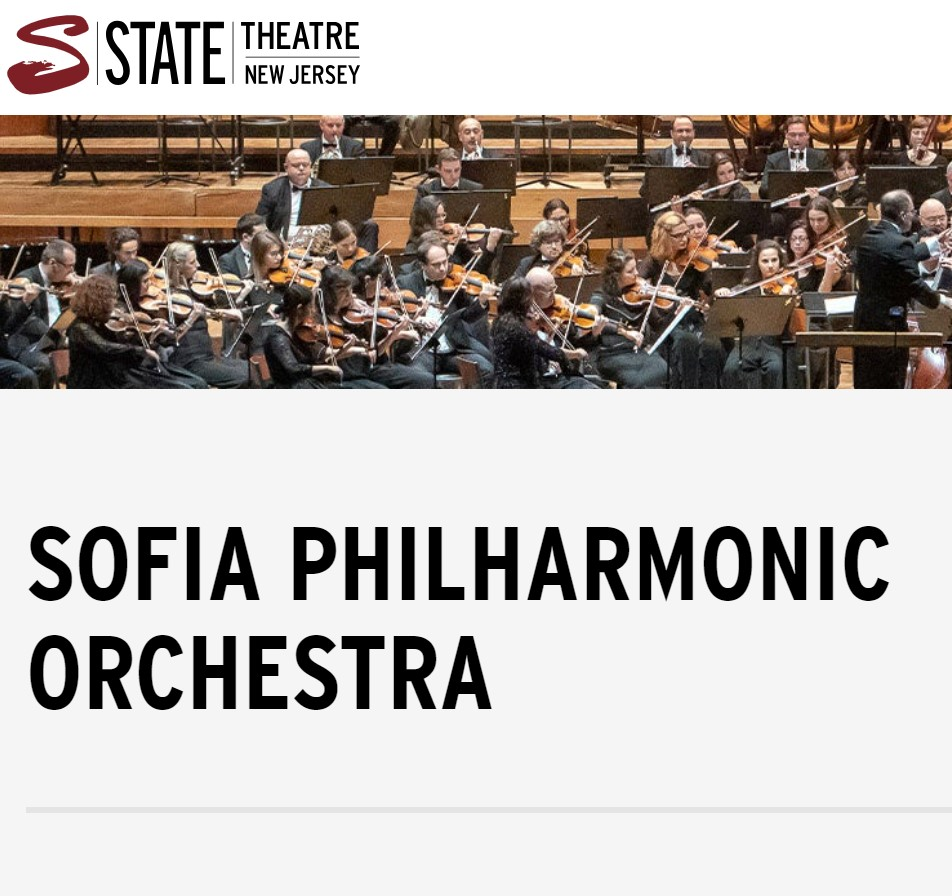 STATE
THEATRE
NEW JERSEY
SOFIA PHILHARMONIC
ORCHESTRA